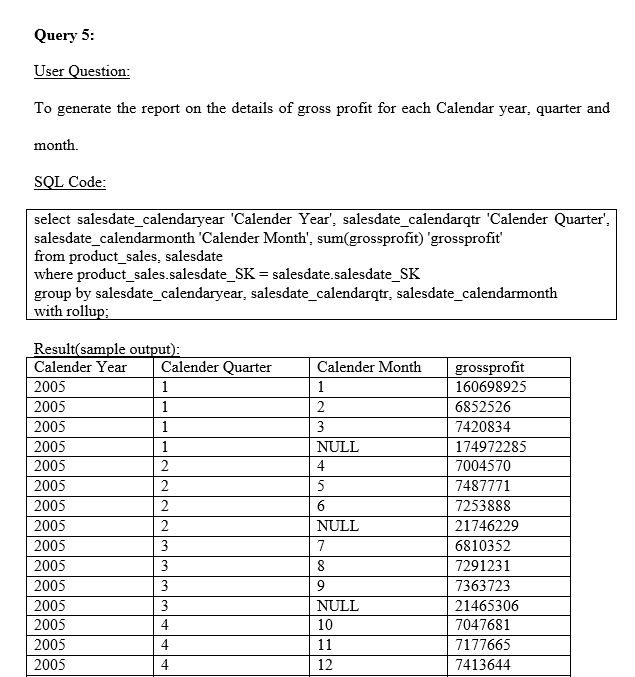 Query 5:
User Question:
To generate the report on the details of gross profit for each Calendar year, quarter and
month.
SQL Code:
select salesdate_calendaryear 'Calender Year', salesdate_calendarqtr 'Calender Quarter',
salesdate_calendarmonth 'Calender Month', sum(grossprofit) 'grossprofit'
from product_sales, salesdate
where product_sales.salesdate_SK = salesdate.salesdate_SK
group by salesdate_calendaryear, salesdate_calendarqtr, salesdate_calendarmonth
with rollup;
Result(sample output):
Calender Year Calender Quarter Calender Month grossprofit
2005 1 1 160698925
2005 1 2 6852526
2005 1 3 7420834
2005 1 NULL 174972285
2005 2 4 7004570
2005 2 5 7487771
2005 2 6 7253888
2005 2 NULL 21746229
2005 3 7 6810352
2005 3 8 7291231
2005 3 9 7363723
2005 3 NULL 21465306
2005 4 10 7047681
2005 4 11 7177665
2005 4 12 7413644